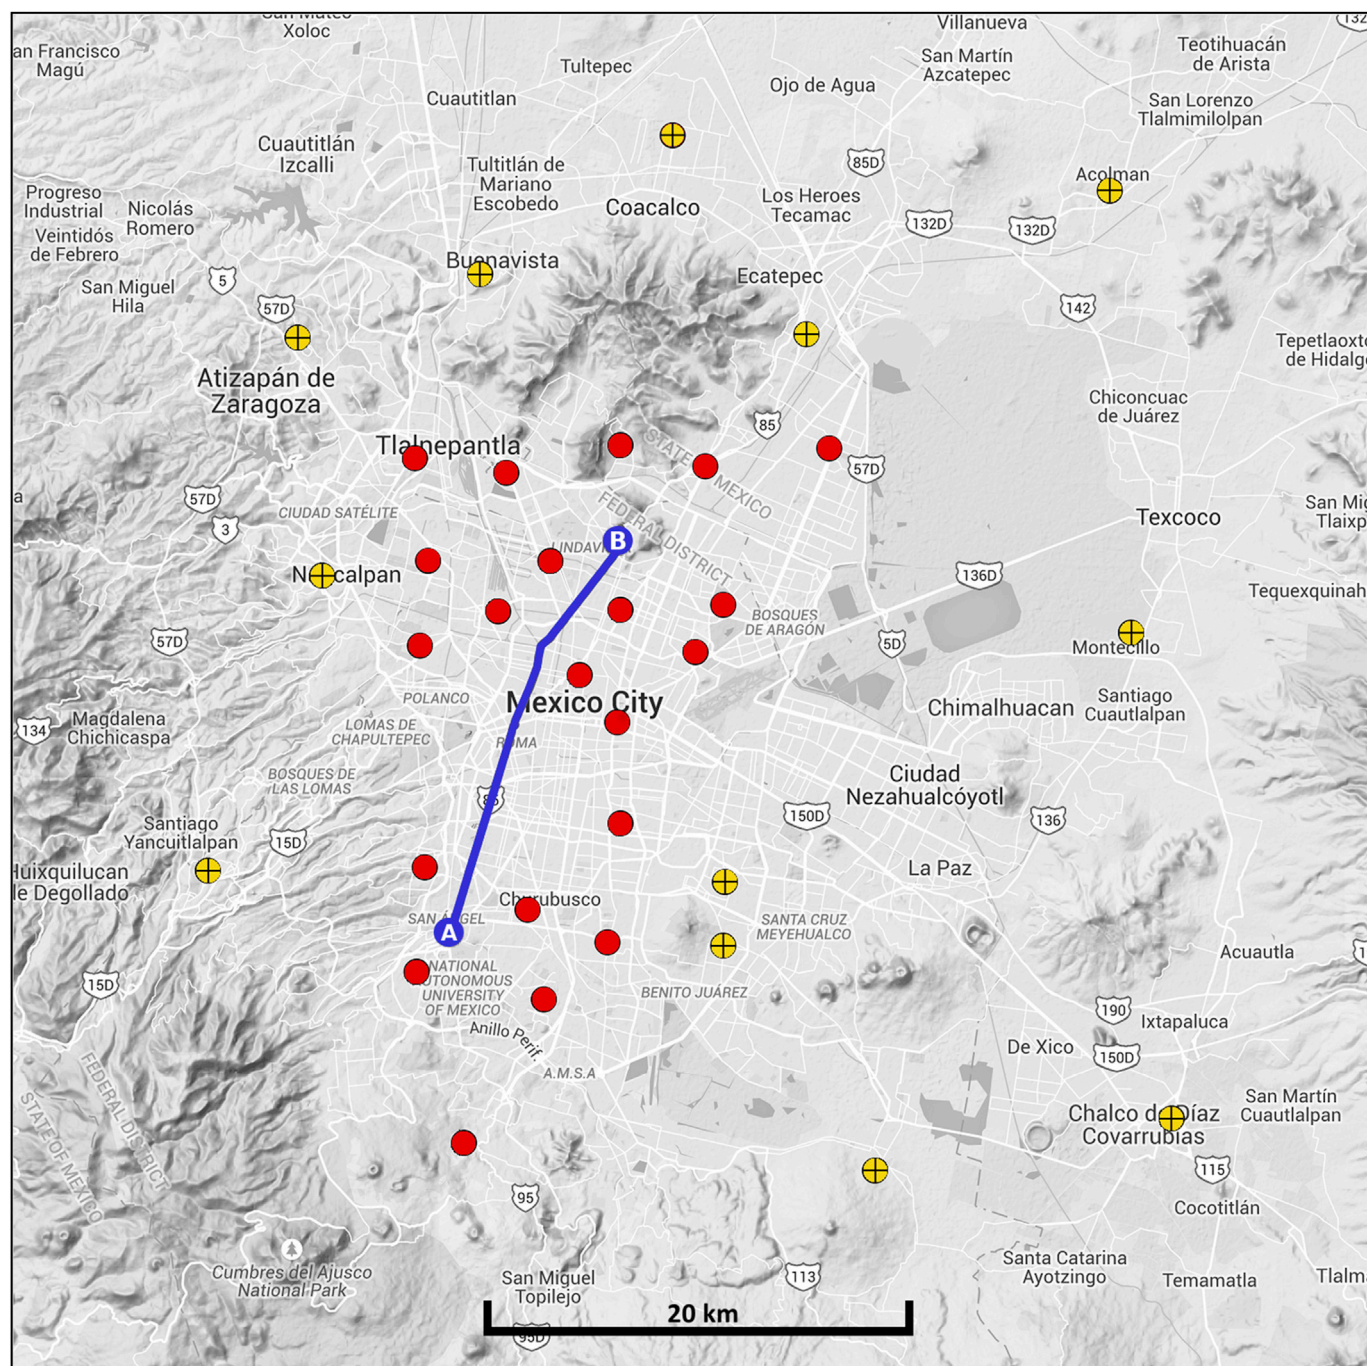 San Mateo
Xoloc
Villanueva
132
an Francisco
Magú
Teotihuacán
de Arista
San Martín
Azcatepec
Tultepec
Ojo de Agua
Cuautitlan
San Lorenzo
Tlalmimilolpan
Cuautitlán
Izcalli
85D
Tultitlán de
Mariano
Escobedo
Acolman
Progreso
Industrial
Nicolás
Romero
Los Heroes
Tecamac
Coacalco
132D
132D
Veintidós
de Febrero
Buenavista
Ecatepec
5
San Miguel
Hila
57D
142
Tepetlaoxto
de Hidalgo
Atizapán de
Zaragoza
Chiconcuac
de Juárez
85
Tlalnepantla
STATE OF MEXICO
57D
a
57D
CIUDAD SATÉLITE
FEDERAL DISTRICT
San Mig
Tlaixp
Texcoco
3
B
LINDAVI
Naucalpan
136D
Tequexquinah
BOSQUES
DE ARAGÓN
57D
5D
Montecillo
POLANCO
Mexico City
Chimalhuacan
Santiago
Cuautlalpan
134
Magdalena
Chichicaspa
LOMAS DE
CHAPULTEPEC
ROMA
BOSQUES DE
LAS LOMAS
Ciudad
Nezahualcóyotl
85
150D
136
Santiago
Yancuitlalpan
15D
Huixquilucan
de Degollado
La Paz
Churubusco
SAN ÁNGEL
A
SANTA CRUZ
MEYEHUALCO
Acuautla
1
15D
NATIONAL
AUTONOMOUS
UNIVERSITY
OF MEXICO
BENITO JUÁREZ
190
Ixtapaluca
Anillo Perif.
De Xico
150D
A.M.S.A
FEDERAL DISTRICT
STATE OF MEXICO
Chalco de Díaz
Covarrubias
San Martín
Cuautlalpan
115
95
Cocotitlán
Cumbres del Ajusco
National Park
San Miguel
Topilejo
113
Santa Catarina
Ayotzingo
Temamatla
Tlalm
20 km
95D